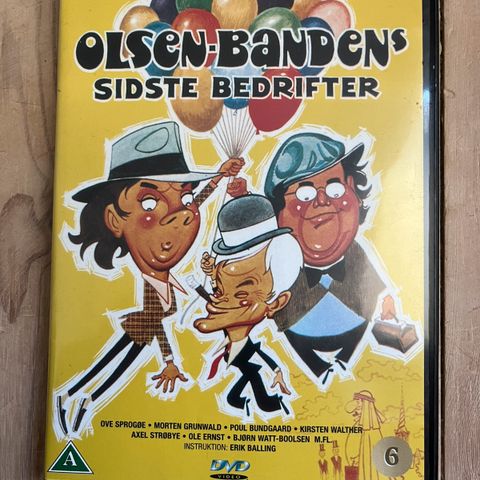 OLSEN-BANDENS
SIDSTE BEDRIFTER
OVE SPROGØE • MORTEN GRUNWALD • POUL BUNDGAARD • KIRSTEN WALTHER
AXEL STRØBYE • OLE ERNST • BJØRN WATT-BOOLSEN M.FL.
INSTRUKTION: ERIK BALLING
A
DVD
VIDEO
6